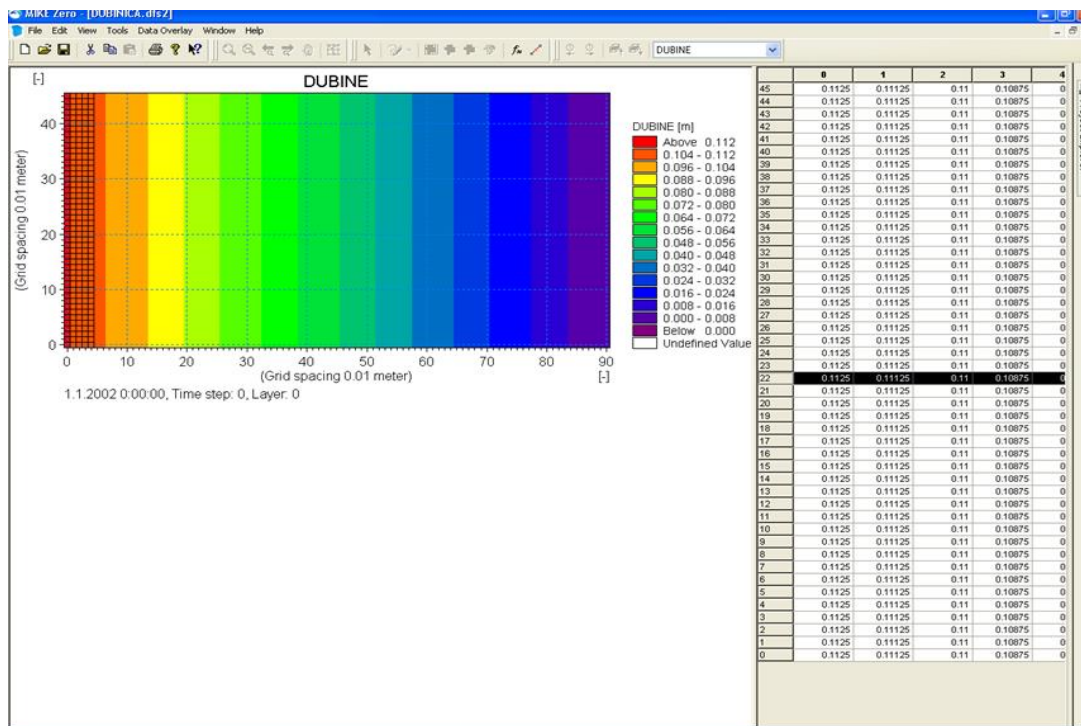 MIKE Zero - [DUBINICA.dfs2]
File Edit View Tools Data Overlay Window Help
DUBINE
[-]
DUBINE
40
30
20
10
0
(Grid spacing 0.01 meter)
0 10 20 30 40 50 60 70 80 90
(Grid spacing 0.01 meter)
[-]
1.1.2002 0:00:00, Time step: 0, Layer: 0
DUBINE [m]
Above 0.112
0.104 - 0.112
0.096 - 0.104
0.088 - 0.096
0.080 - 0.088
0.072 - 0.080
0.064 - 0.072
0.056 - 0.064
0.048 - 0.056
0.040 - 0.048
0.032 - 0.040
0.024 - 0.032
0.016 - 0.024
0.008 - 0.016
0.000 - 0.008
Below 0.000
Undefined Value
0 1 2 3 4
45 0.1125 0.11125 0.11 0.10875 0
44 0.1125 0.11125 0.11 0.10875 0
43 0.1125 0.11125 0.11 0.10875 0
42 0.1125 0.11125 0.11 0.10875 0
41 0.1125 0.11125 0.11 0.10875 0
40 0.1125 0.11125 0.11 0.10875 0
39 0.1125 0.11125 0.11 0.10875 0
38 0.1125 0.11125 0.11 0.10875 0
37 0.1125 0.11125 0.11 0.10875 0
36 0.1125 0.11125 0.11 0.10875 0
35 0.1125 0.11125 0.11 0.10875 0
34 0.1125 0.11125 0.11 0.10875 0
33 0.1125 0.11125 0.11 0.10875 0
32 0.1125 0.11125 0.11 0.10875 0
31 0.1125 0.11125 0.11 0.10875 0
30 0.1125 0.11125 0.11 0.10875 0
29 0.1125 0.11125 0.11 0.10875 0
28 0.1125 0.11125 0.11 0.10875 0
27 0.1125 0.11125 0.11 0.10875 0
26 0.1125 0.11125 0.11 0.10875 0
25 0.1125 0.11125 0.11 0.10875 0
24 0.1125 0.11125 0.11 0.10875 0
23 0.1125 0.11125 0.11 0.10875 0
22 0.1125 0.11125 0.11 0.10875 0
21 0.1125 0.11125 0.11 0.10875 0
20 0.1125 0.11125 0.11 0.10875 0
19 0.1125 0.11125 0.11 0.10875 0
18 0.1125 0.11125 0.11 0.10875 0
17 0.1125 0.11125 0.11 0.10875 0
16 0.1125 0.11125 0.11 0.10875 0
15 0.1125 0.11125 0.11 0.10875 0
14 0.1125 0.11125 0.11 0.10875 0
13 0.1125 0.11125 0.11 0.10875 0
12 0.1125 0.11125 0.11 0.10875 0
11 0.1125 0.11125 0.11 0.10875 0
10 0.1125 0.11125 0.11 0.10875 0
9 0.1125 0.11125 0.11 0.10875 0
8 0.1125 0.11125 0.11 0.10875 0
7 0.1125 0.11125 0.11 0.10875 0
6 0.1125 0.11125 0.11 0.10875 0
5 0.1125 0.11125 0.11 0.10875 0
4 0.1125 0.11125 0.11 0.10875 0
3 0.1125 0.11125 0.11 0.10875 0
2 0.1125 0.11125 0.11 0.10875 0
1 0.1125 0.11125 0.11 0.10875 0
0 0.1125 0.11125 0.11 0.10875 0